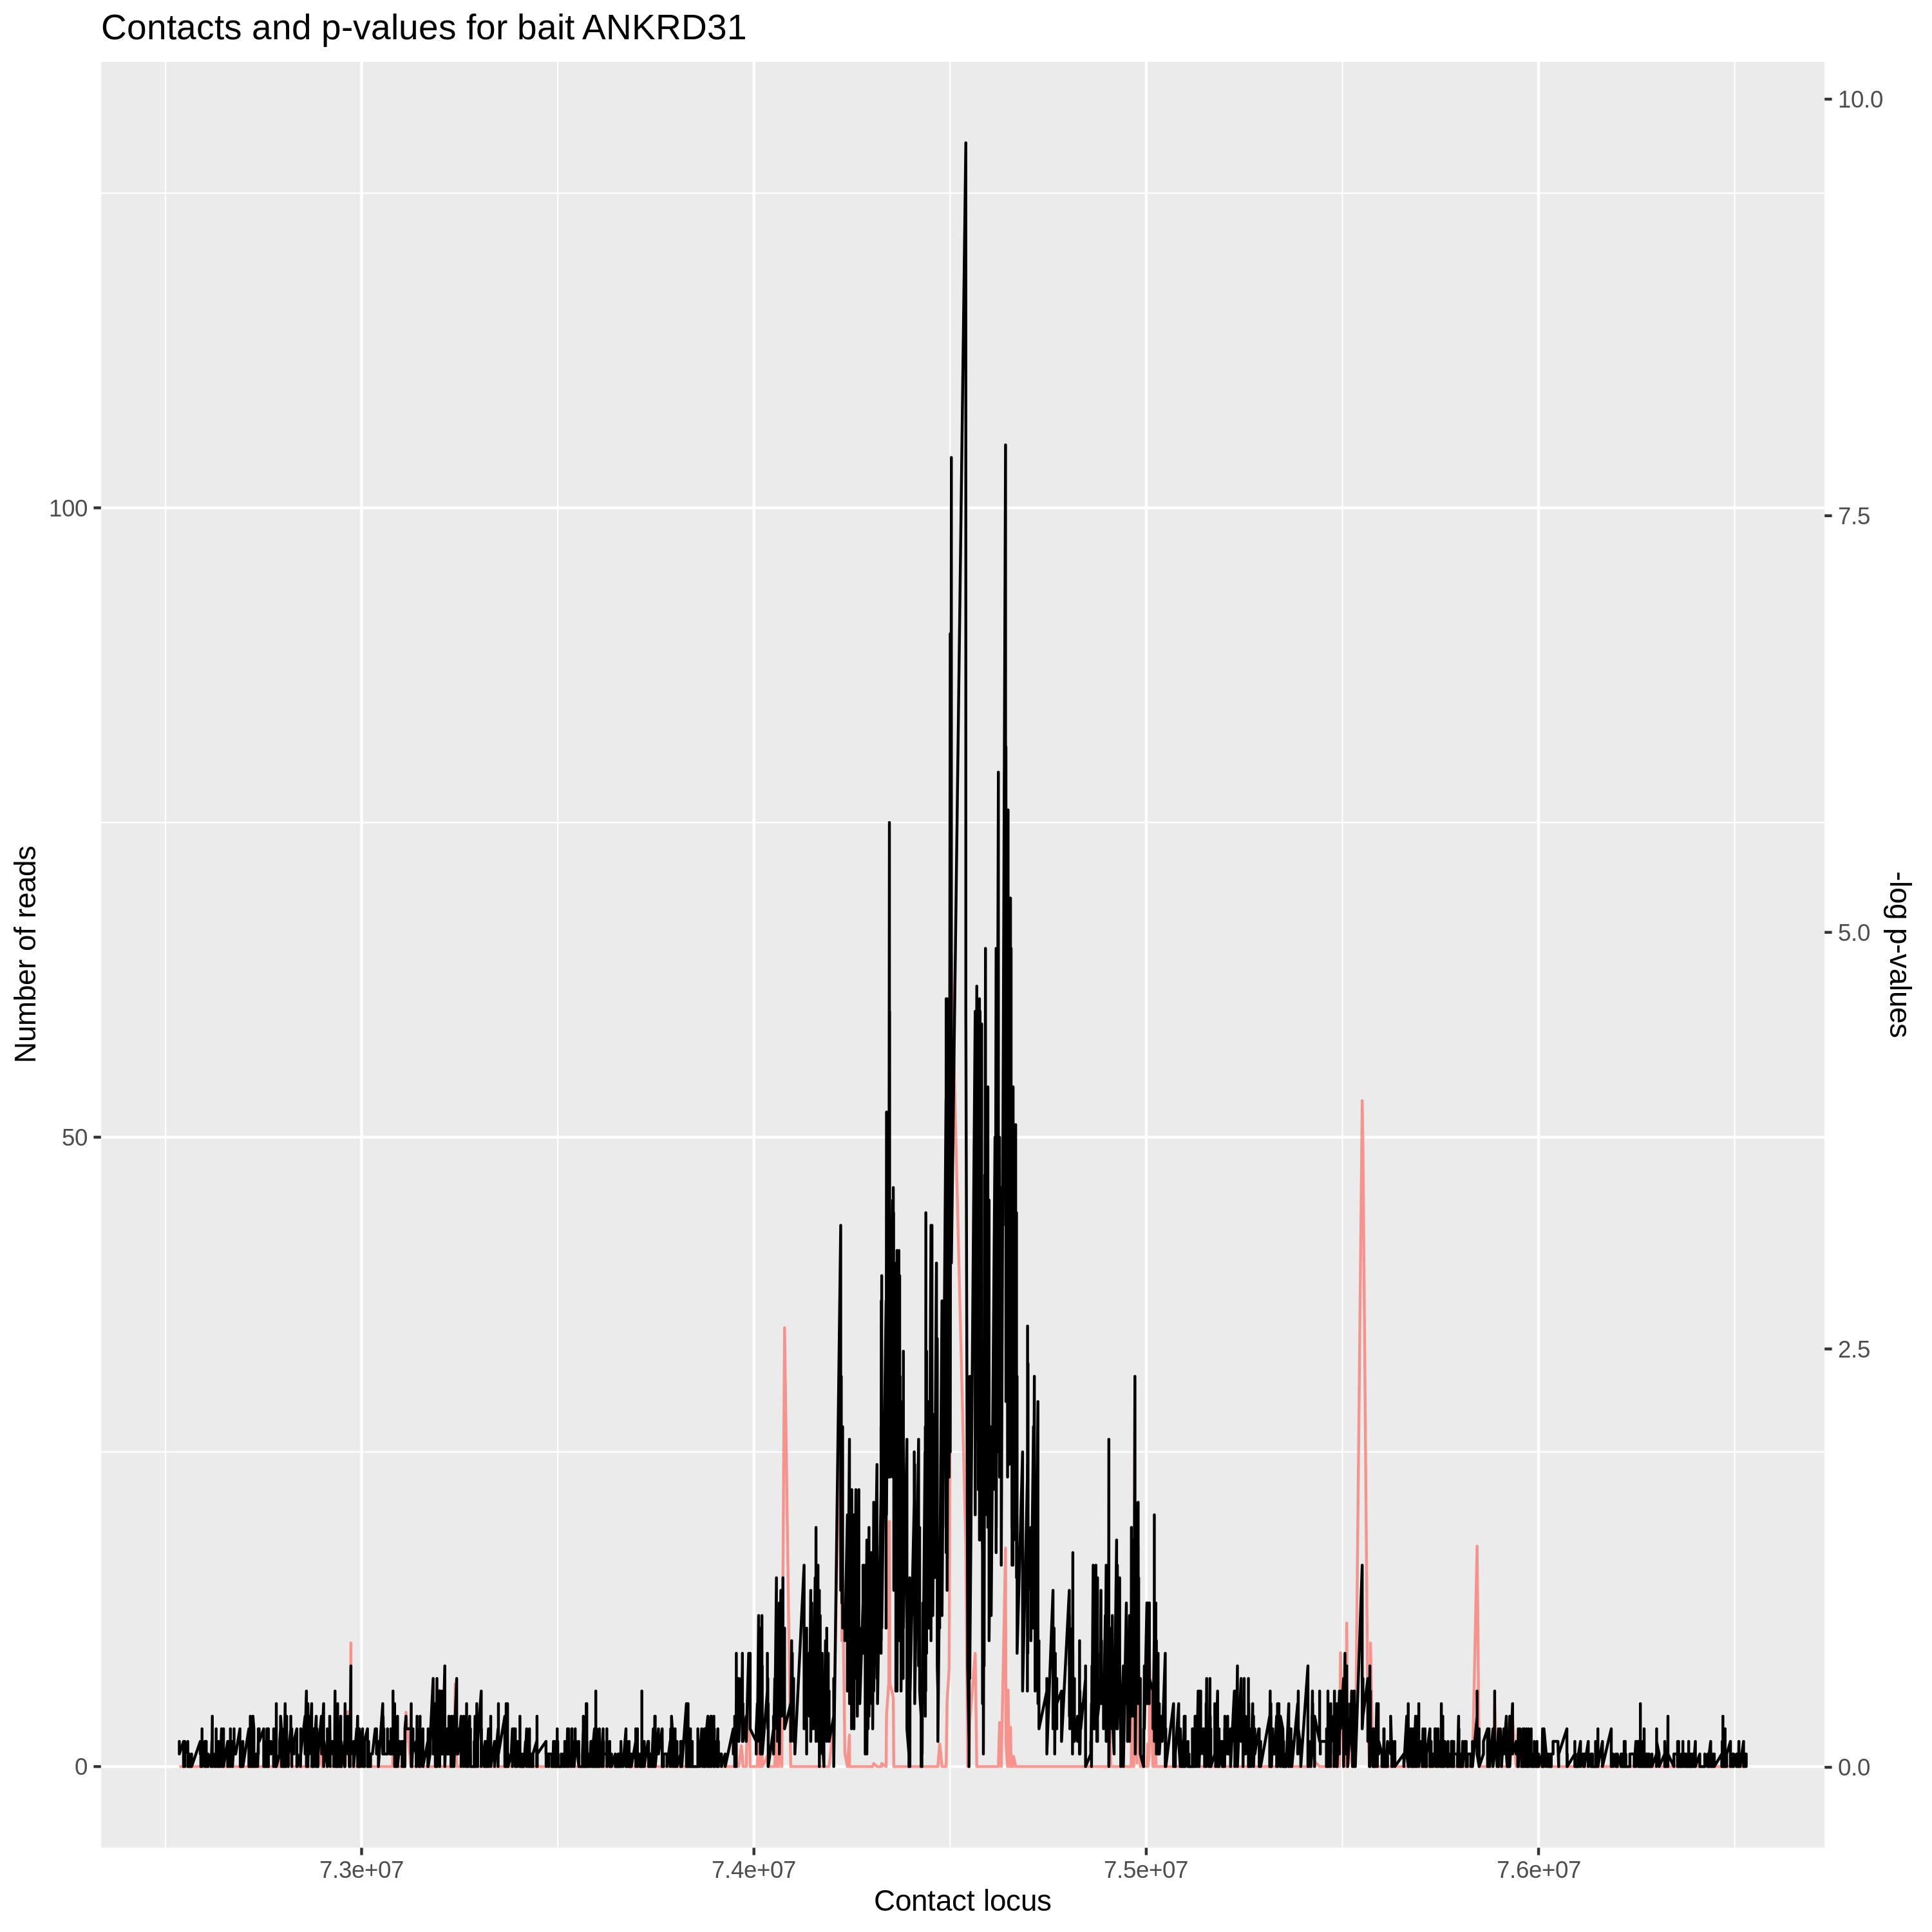 Contacts and p-values for bait ANKRD31
10.0
100
7.5
Number of reads
-log p-values
5.0
50
2.5
0
0.0
7.3e+07
7.4e+07
7.5e+07
7.6e+07
Contact locus